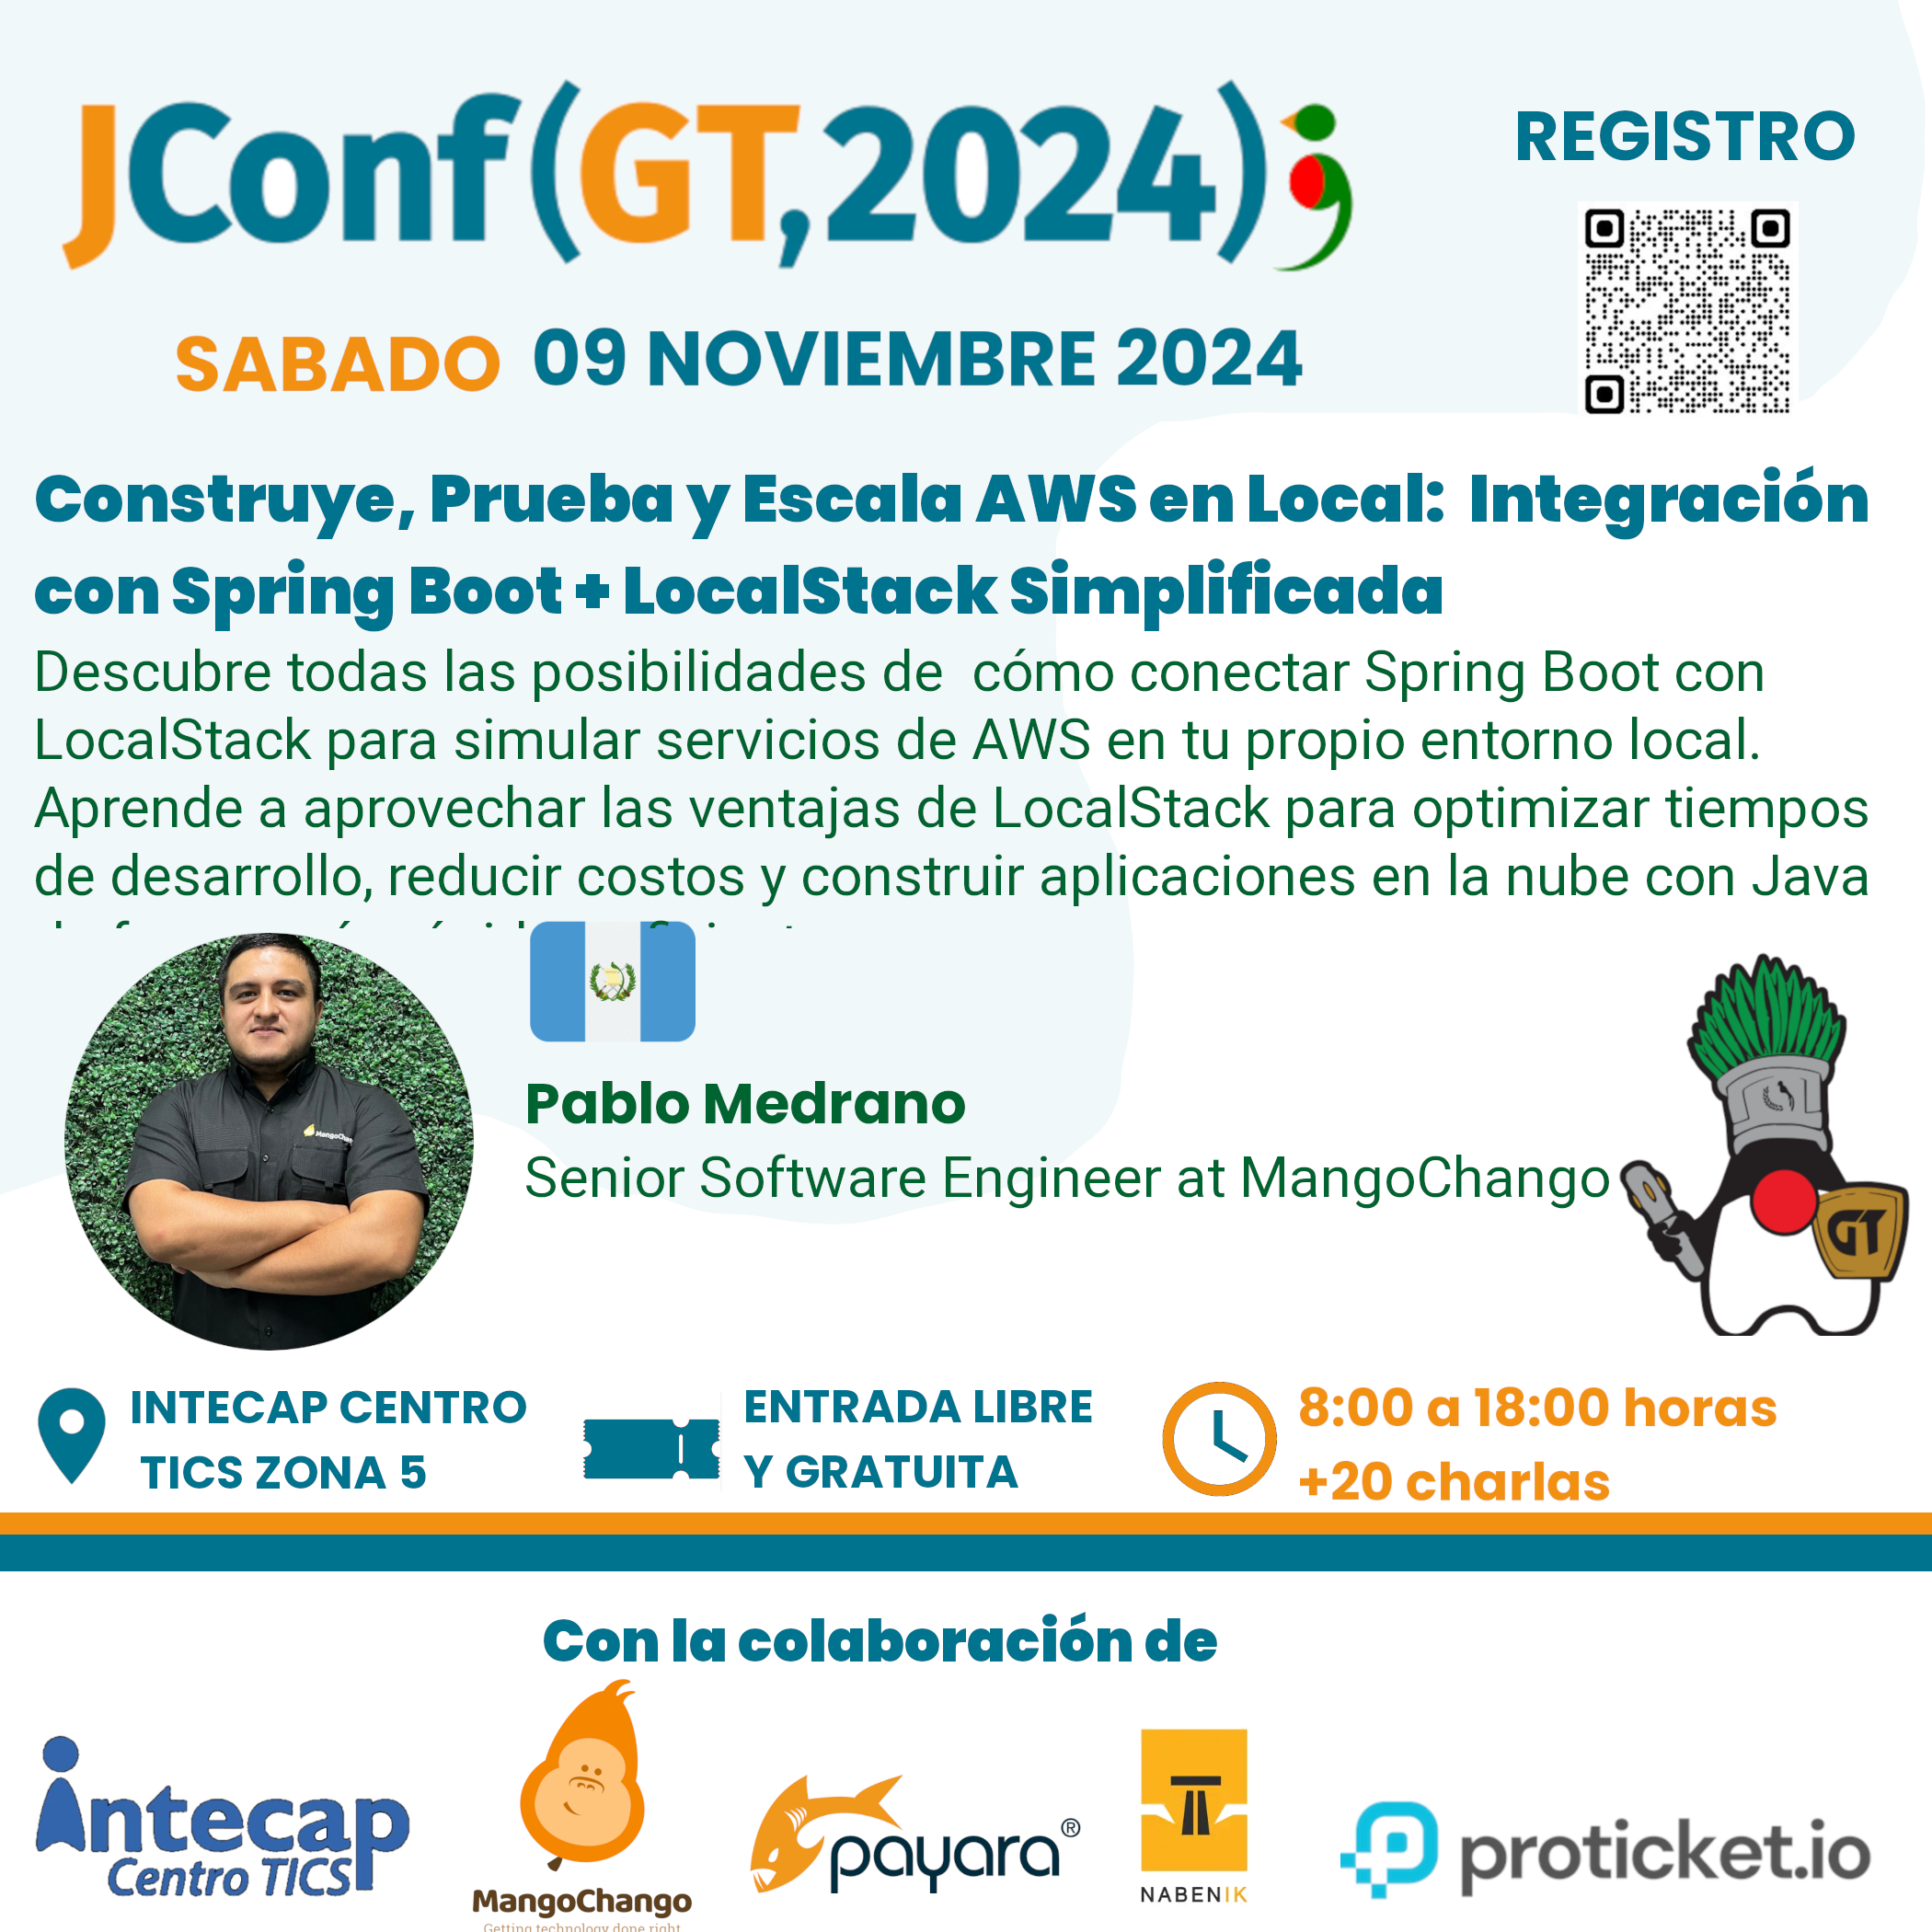 JConf(GT,2024);
REGISTRO
SABADO 09 NOVIEMBRE 2024
Construye, Prueba y Escala AWS en Local: Integración
con Spring Boot + LocalStack Simplificada
Descubre todas las posibilidades de cómo conectar Spring Boot con
LocalStack para simular servicios de AWS en tu propio entorno local.
Aprende a aprovechar las ventajas de LocalStack para optimizar tiempos
de desarrollo, reducir costos y construir aplicaciones en la nube con Java
Pablo Medrano
Senior Software Engineer at MangoChango
GT
INTECAP CENTRO
TICS ZONA 5
ENTRADA LIBRE
Y GRATUITA
8:00 a 18:00 horas
+20 charlas
Con la colaboración de
intecap
Centro TICS
MangoChango
Getting technology done right
payara®
NABENIK
proticket.io